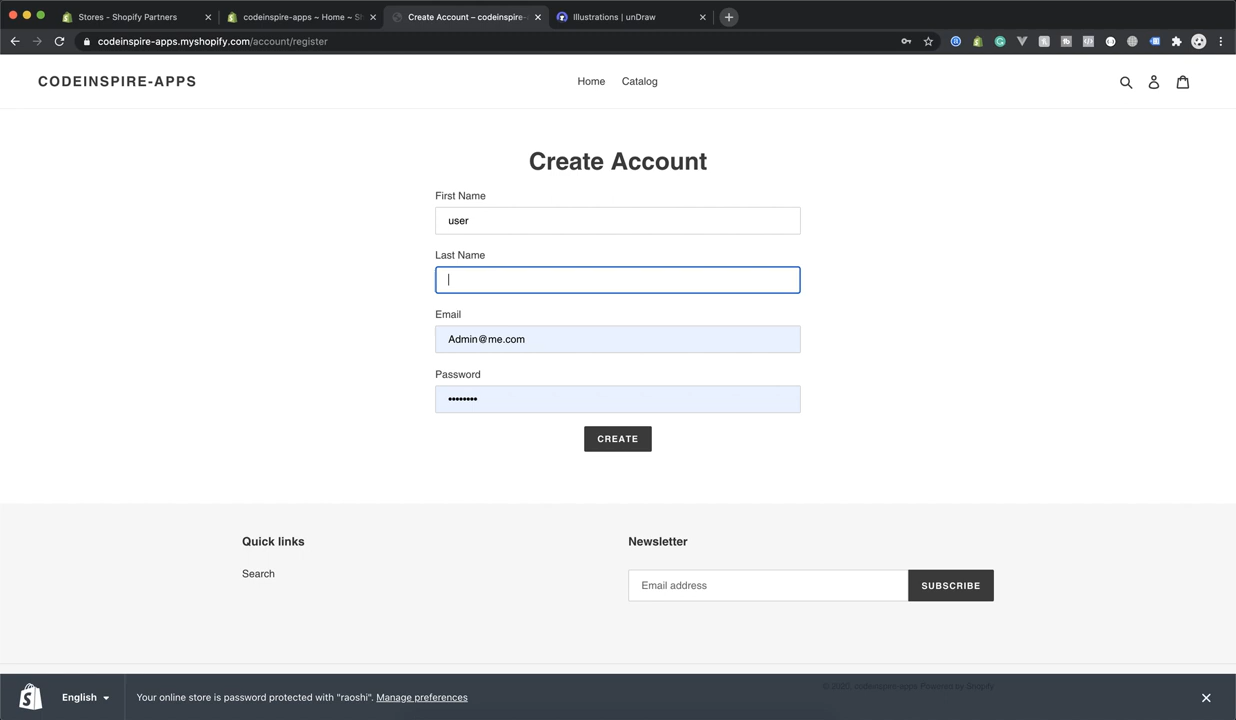 Stores - Shopify Partners
codeinspire-apps ~ Home ~ Sh
Create Account – codeinspire-
Illustrations | unDraw
codeinspire-apps.myshopify.com/account/register
CODEINSPIRE-APPS
Home
Catalog
Create Account
First Name
user
Last Name
Email
Admin@me.com
Password
••••••••
CREATE
Quick links
Newsletter
Search
Email address
SUBSCRIBE
© 2020, codeinspire-apps Powered by Shopify
English
Your online store is password protected with "raoshi". Manage preferences